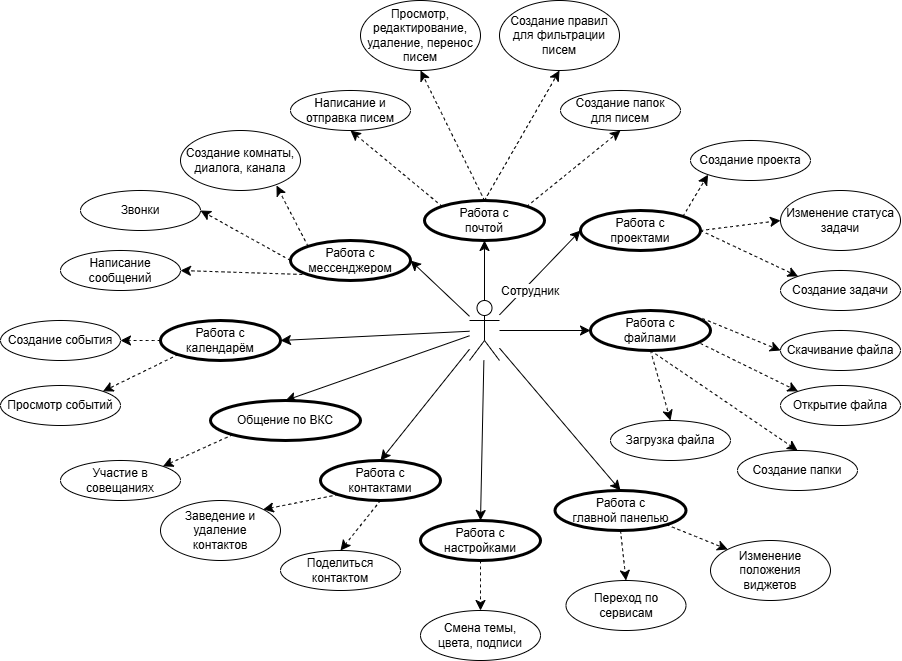 Просмотр,
редактирование,
удаление, перенос
писем
Создание правил
для фильтрации
писем
Написание и
отправка писем
Создание папок
для писем
Создание комнаты,
диалога, канала
Создание проекта
Звонки
Работа с
почтой
Изменение статуса
задачи
Работа с
проектами
Написание
сообщений
Работа с
мессенджером
Создание задачи
Сотрудник
Создание события
Работа с
календарём
Работа с
файлами
Скачивание файла
Просмотр событий
Общение по ВКС
Открытие файла
Загрузка файла
Участие в
совещаниях
Работа с
контактами
Создание папки
Заведение и
удаление
контактов
Работа с
настройками
Работа с
главной панелью
Поделиться
контактом
Изменение
положения
виджетов
Переход по
сервисам
Смена темы,
цвета, подписи